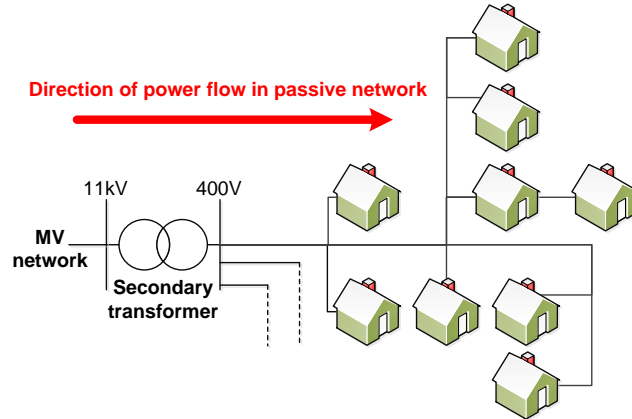 Direction of power flow in passive network
11kV
400V
MV
network
Secondary
transformer